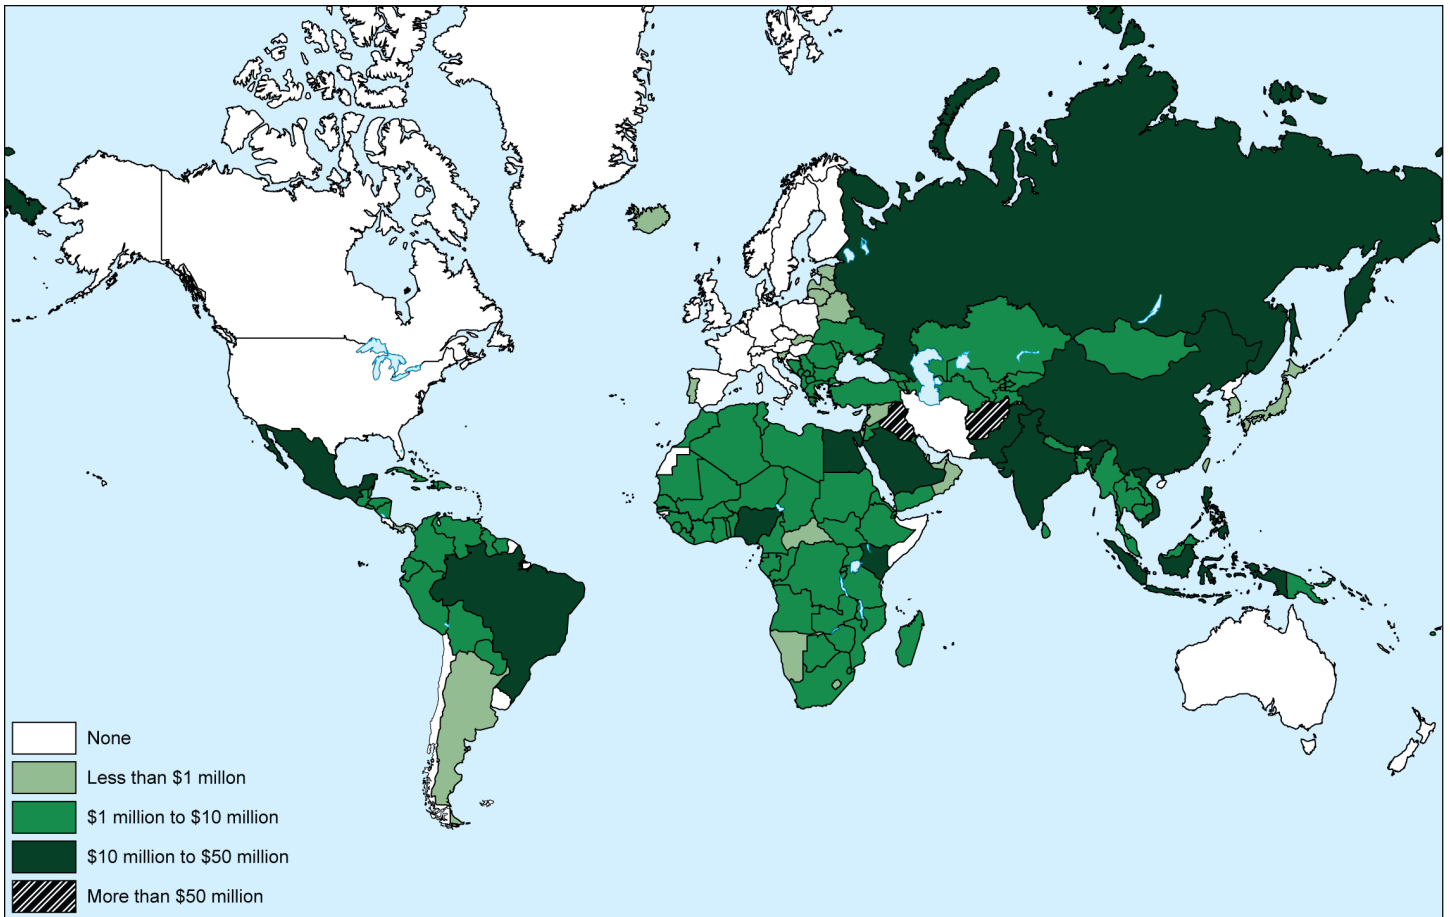 None
Less than $1 millon
$1 million to $10 million
$10 million to $50 million
More than $50 million